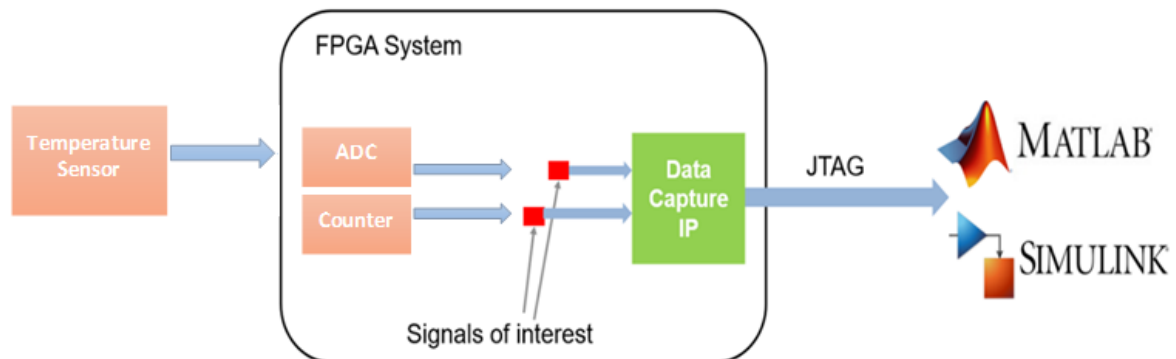 FPGA System
Temperature
Sensor
ADC
Counter
Data
Capture
IP
JTAG
MATLAB
SIMULINK
Signals of interest